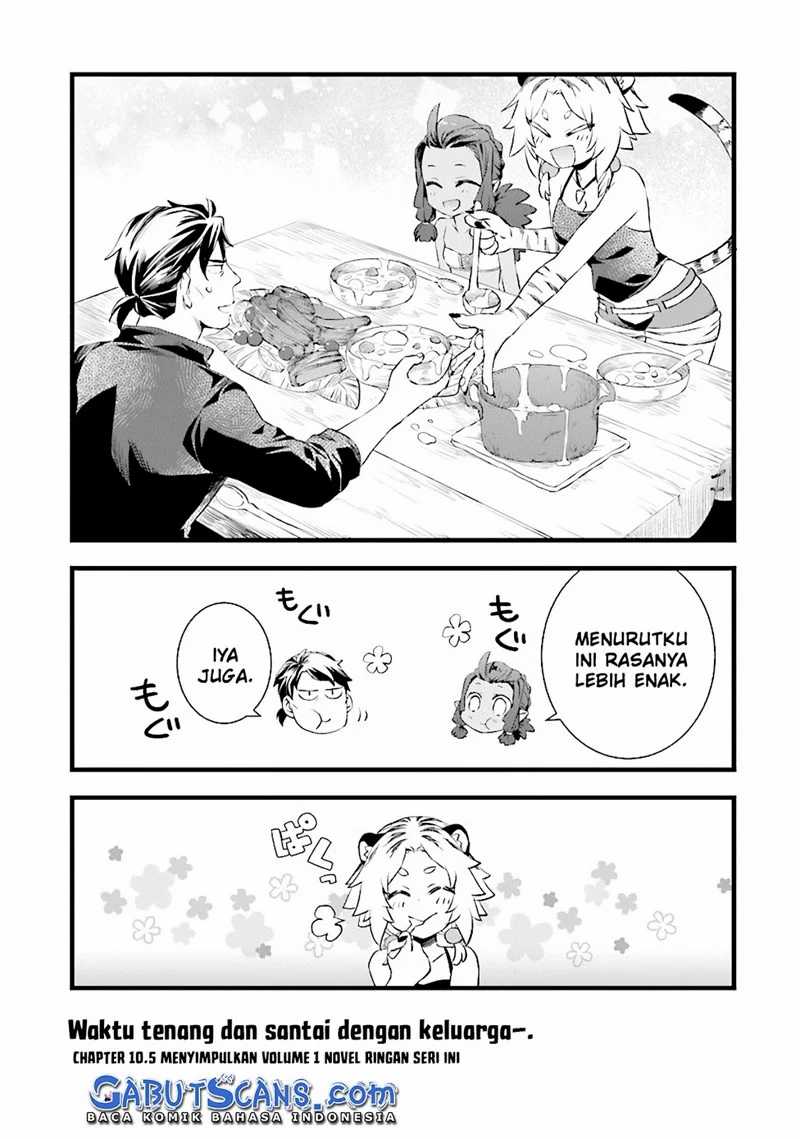 MENURUTKU
INI RASANYA
LEBIH ENAK.
もぐ
もぐ
IYA
JUGA.
もぐ
ぱくっ
Waktu tenang dan santai dengan keluarga-.
CHAPTER 10.5 MENYIMPULKAN VOLUME 1 NOVEL RINGAN SERI INI
GABUTSCANS.com
BACA KOMIK BAHASA INDONESIA